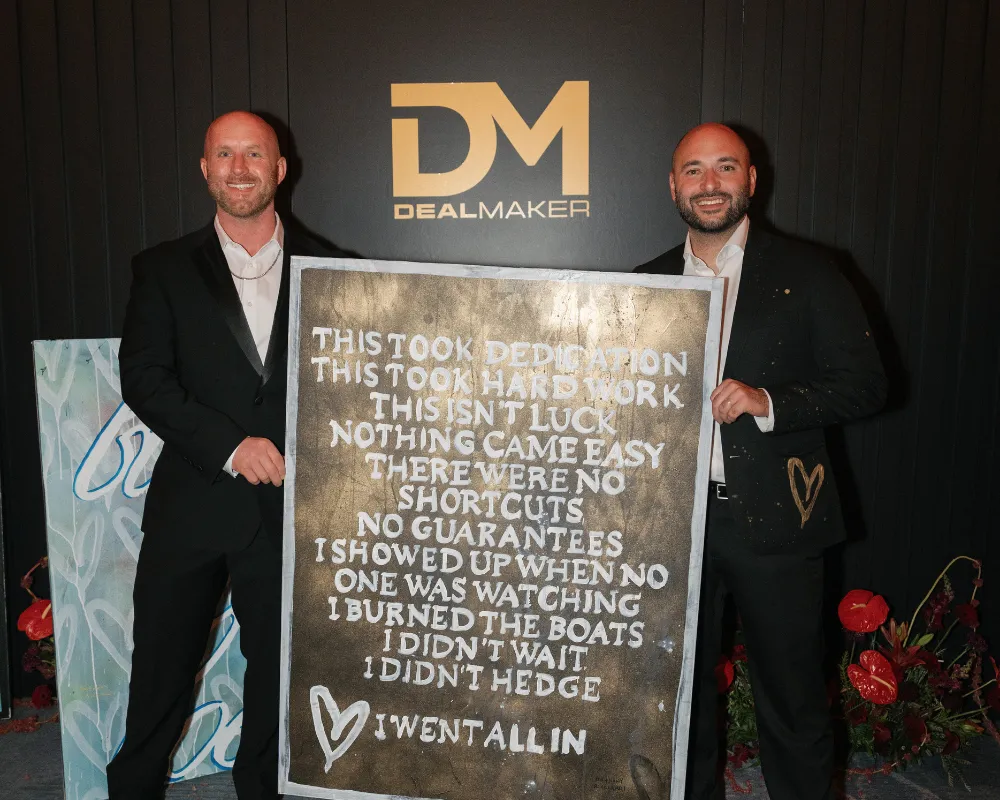 DM
DEALMAKER
THIS TOOK DEDICATION
THIS TOOK HARD WORK
THIS ISN'T LUCK
NOTHING CAME EASY
THERE WERE NO
SHORTCUTS
NO GUARANTEES
I SHOWED UP WHEN NO
ONE WAS WATCHING
I BURNED THE BOATS
I DIDN'T WAIT
I DIDN'T HEDGE
I WENT ALL IN